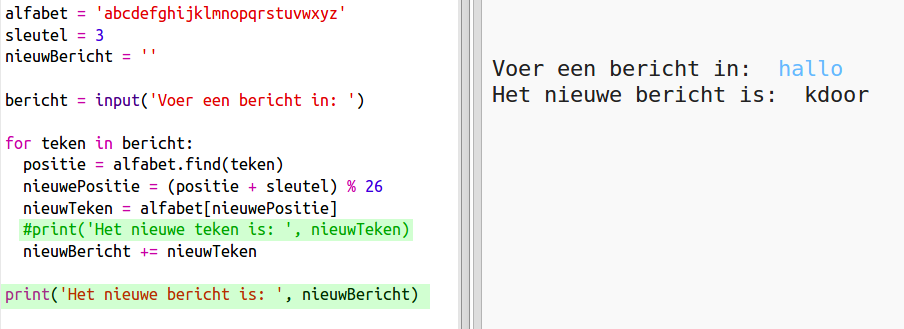 alfabet = 'abcdefghijklmnopqrstuvwxyz'
sleutel = 3
nieuwBericht = ''
bericht = input('Voer een bericht in: ')
for teken in bericht:
  positie = alfabet.find(teken)
  nieuwePositie = (positie + sleutel) % 26
  nieuwTeken = alfabet[nieuwePositie]
  #print('Het nieuwe teken is: ', nieuwTeken)
  nieuwBericht += nieuwTeken
print('Het nieuwe bericht is: ', nieuwBericht)
Voer een bericht in:  hallo
Het nieuwe bericht is:  kdoor